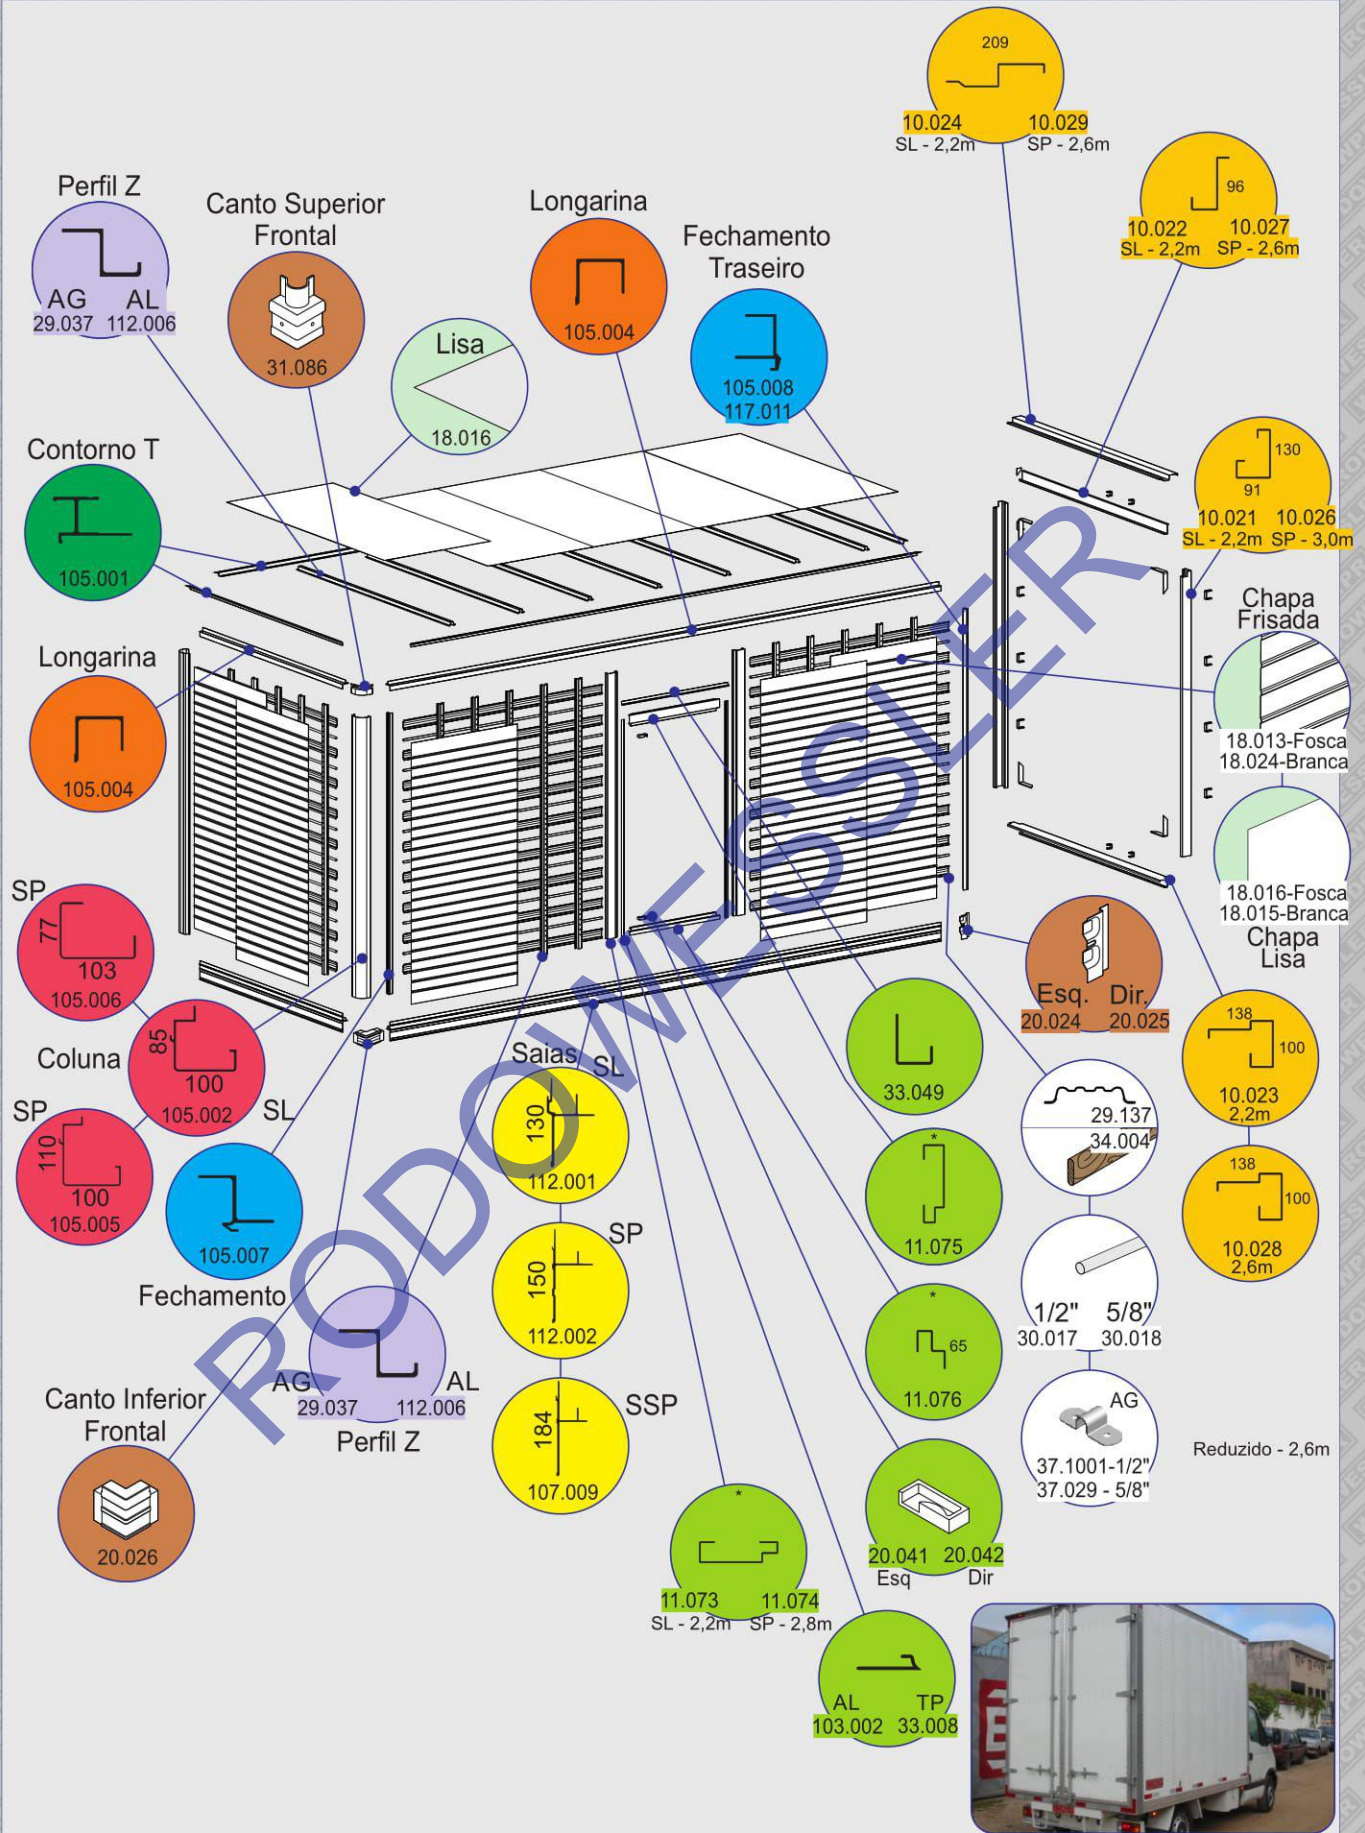 209
10.024 10.029
SL - 2,2m SP - 2,6m
96
10.022 10.027
SL - 2,2m SP - 2,6m
Perfil Z
AG AL
29.037 112.006
Canto Superior
Frontal
31.086
Longarina
105.004
Fechamento
Traseiro
105.008
117.011
Lisa
18.016
Contorno T
105.001
130
91
10.021 10.026
SL - 2,2m SP - 3,0m
Chapa
Frisada
18.013-Fosca
18.024-Branca
18.016-Fosca
18.015-Branca
Chapa
Lisa
Longarina
105.004
SP
77
103
105.006
Coluna
85
100
105.002
SL
SP
110
100
105.005
105.007
Fechamento
Saias
SL
130
112.001
SP
150
112.002
SSP
184
107.009
AG AL
29.037 112.006
Perfil Z
Canto Inferior
Frontal
20.026
33.049
*
11.075
*
65
11.076
20.041 20.042
Esq Dir
*
11.073 11.074
SL - 2,2m SP - 2,8m
AL TP
103.002 33.008
Esq. Dir.
20.024 20.025
29.137
34.004
1/2" 5/8"
30.017 30.018
AG
37.1001-1/2"
37.029 - 5/8"
138
100
10.023
2,2m
138
100
10.028
2,6m
Reduzido - 2,6m
RODOWESSLER